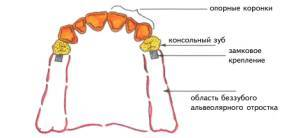 опорные коронки
консольный зуб
замковое
крепление
область беззубого
альвеолярного отростка